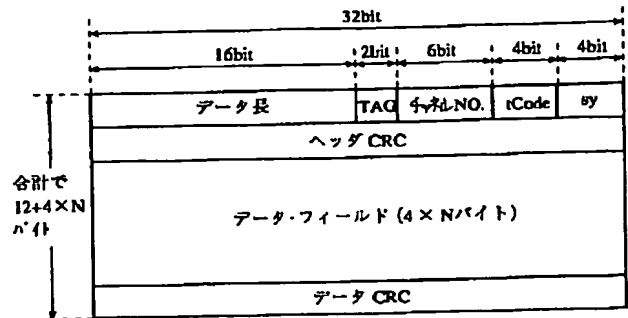 32bit
16bit 2bit 6bit 4bit 4bit
データ長 TAG チャネルNO. tCode sy
ヘッダ CRC
合計で
12+4×N
バイト
データ・フィールド (4 × Nバイト)
データ CRC